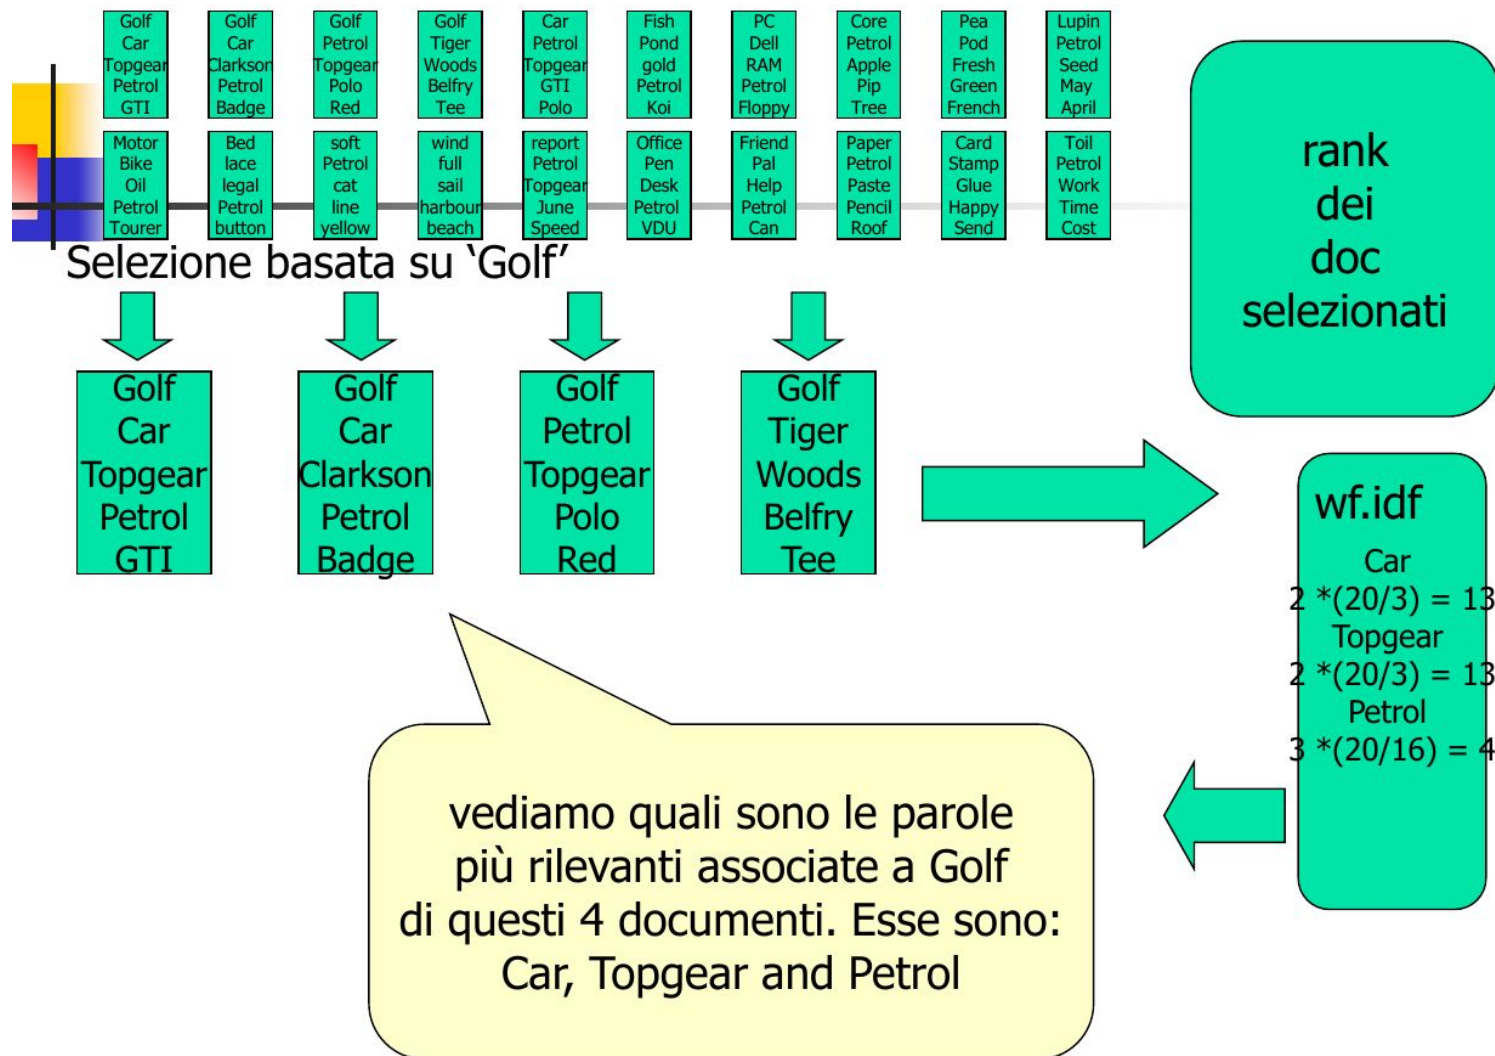 Golf
Car
Topgear
Petrol
GTI
Golf
Car
Clarkson
Petrol
Badge
Golf
Petrol
Topgear
Polo
Red
Golf
Tiger
Woods
Belfry
Tee
Car
Petrol
Topgear
GTI
Polo
Fish
Pond
gold
Petrol
Koi
PC
Dell
RAM
Petrol
Floppy
Core
Petrol
Apple
Pip
Tree
Pea
Pod
Fresh
Green
French
Lupin
Petrol
Seed
May
April
Motor
Bike
Oil
Petrol
Tourer
Bed
lace
legal
Petrol
button
soft
Petrol
cat
line
yellow
wind
full
sail
harbour
beach
report
Petrol
Topgear
June
Speed
Office
Pen
Desk
Petrol
VDU
Friend
Pal
Help
Petrol
Can
Paper
Petrol
Paste
Pencil
Roof
Card
Stamp
Glue
Happy
Send
Toil
Petrol
Work
Time
Cost
rank
dei
doc
selezionati
Selezione basata su ‘Golf’
Golf
Car
Topgear
Petrol
GTI
Golf
Car
Clarkson
Petrol
Badge
Golf
Petrol
Topgear
Polo
Red
Golf
Tiger
Woods
Belfry
Tee
wf.idf
Car
2 *(20/3) = 13
Topgear
2 *(20/3) = 13
Petrol
3 *(20/16) = 4
vediamo quali sono le parole
più rilevanti associate a Golf
di questi 4 documenti. Esse sono:
Car, Topgear and Petrol